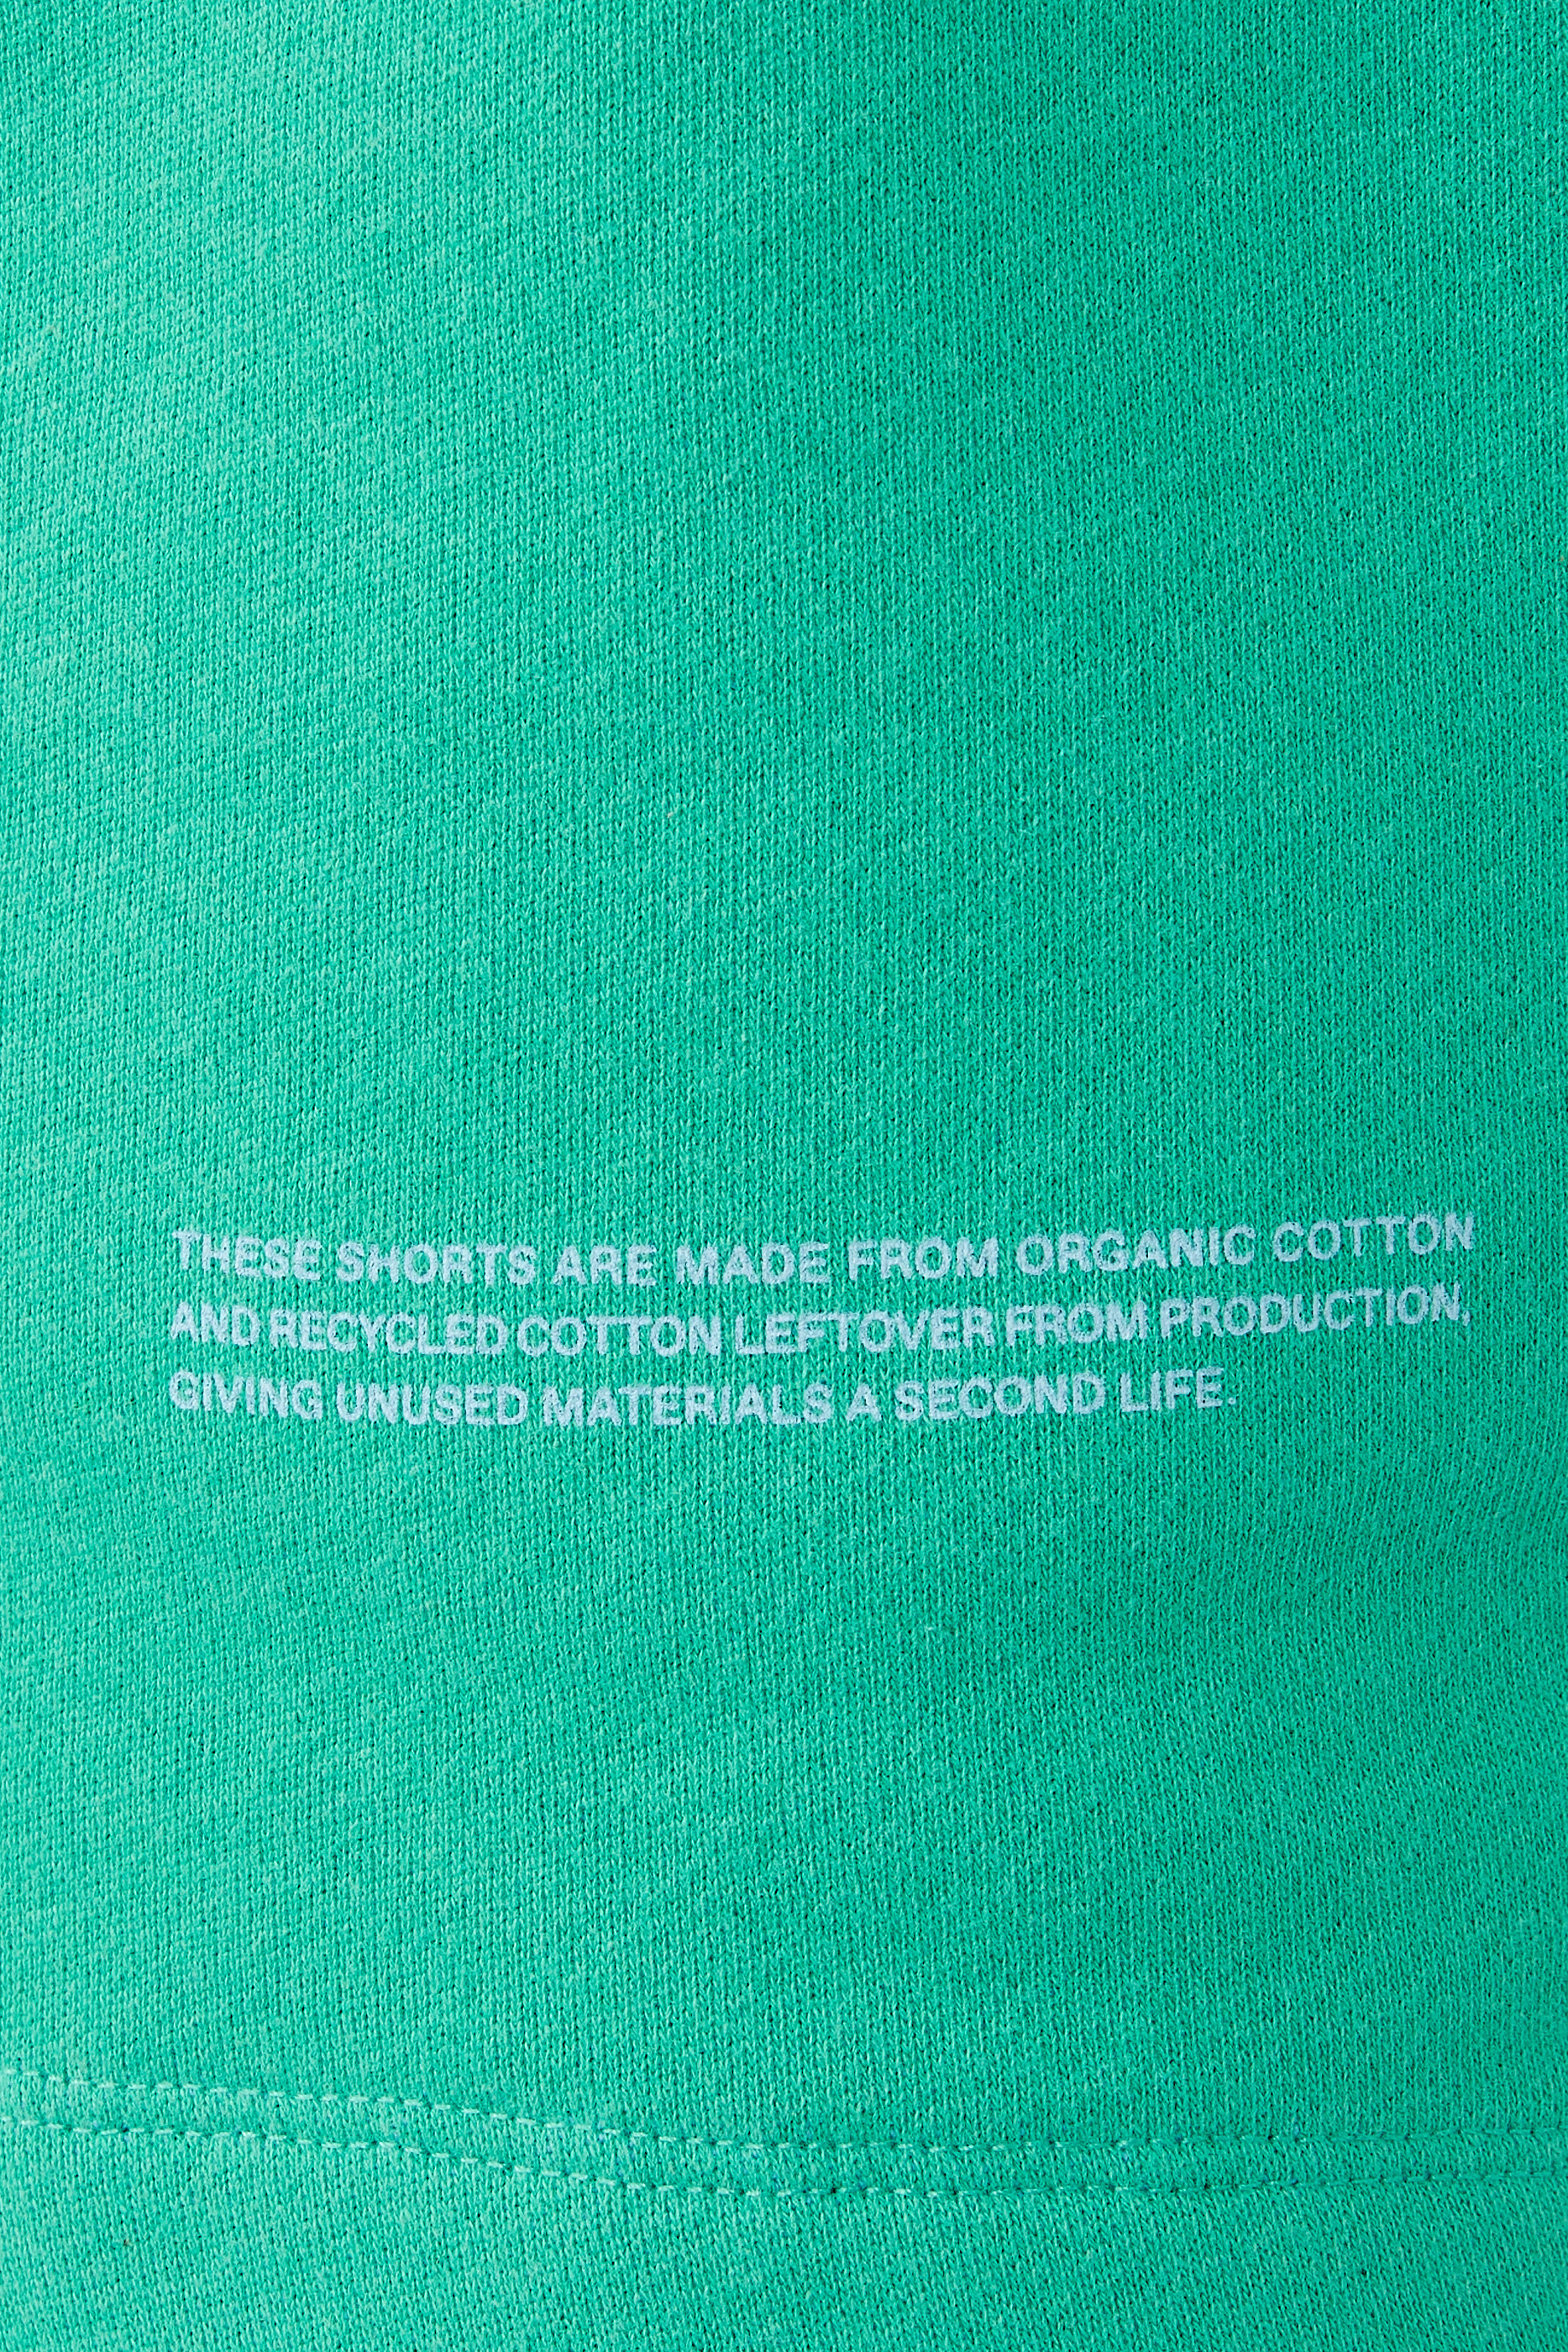 THESE SHORTS ARE MADE FROM ORGANIC COTTON
AND RECYCLED COTTON LEFTOVER FROM PRODUCTION,
GIVING UNUSED MATERIALS A SECOND LIFE.